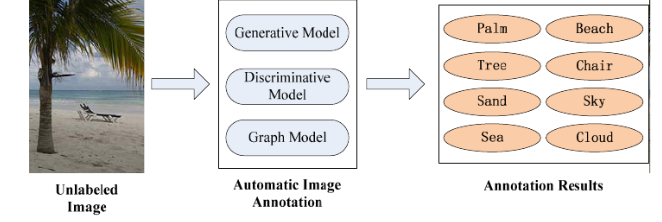 Generative Model
Discriminative
Model
Graph Model
Palm
Beach
Tree
Chair
Sand
Sky
Sea
Cloud
Unlabeled
Image
Automatic Image
Annotation
Annotation Results